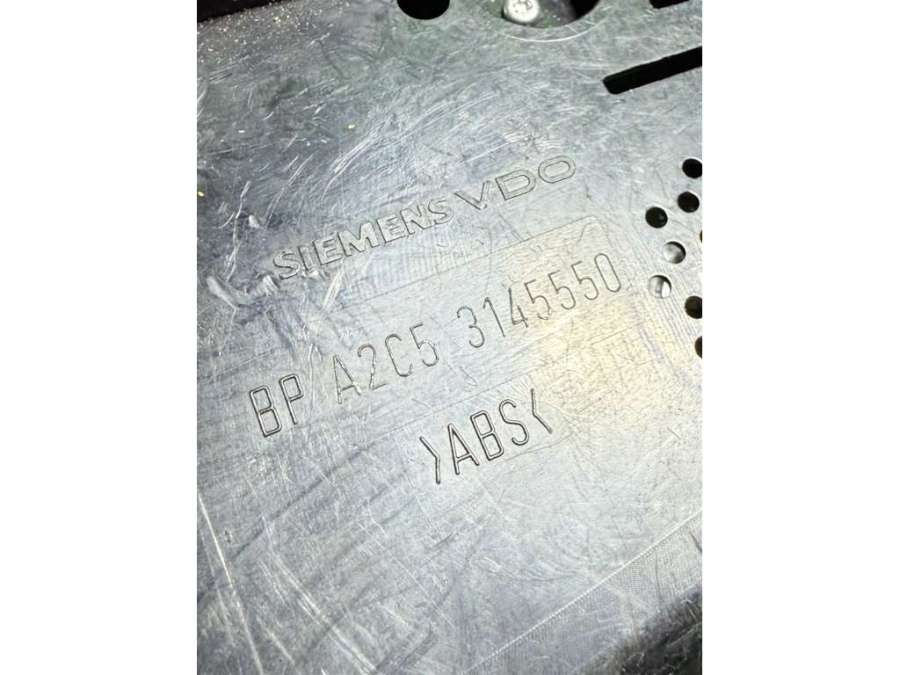 SIEMENS VDO
BP A2C5 3145550
>ABS<